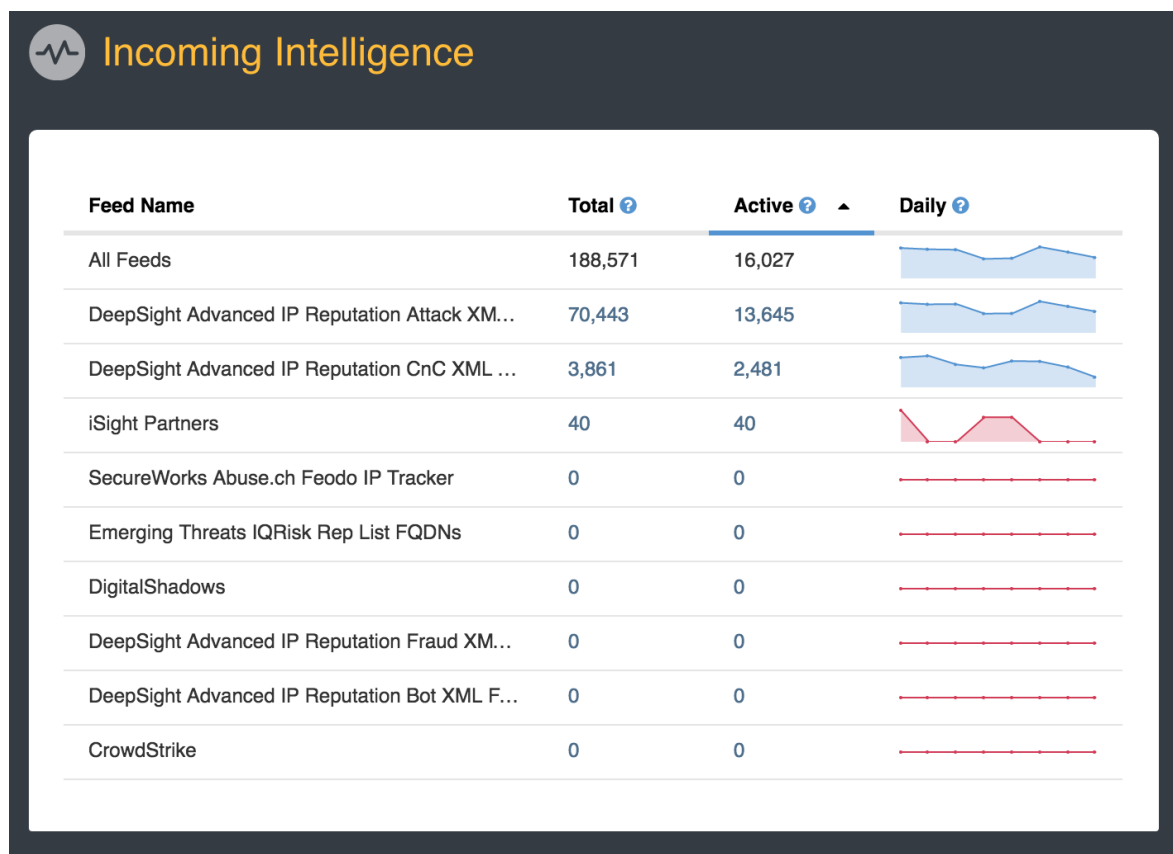 Incoming Intelligence
Feed Name Total ? Active ? Daily ?
All Feeds 188,571 16,027
DeepSight Advanced IP Reputation Attack XM... 70,443 13,645
DeepSight Advanced IP Reputation CnC XML ... 3,861 2,481
iSight Partners 40 40
SecureWorks Abuse.ch Feodo IP Tracker 0 0
Emerging Threats IQRisk Rep List FQDNs 0 0
DigitalShadows 0 0
DeepSight Advanced IP Reputation Fraud XM... 0 0
DeepSight Advanced IP Reputation Bot XML F... 0 0
CrowdStrike 0 0